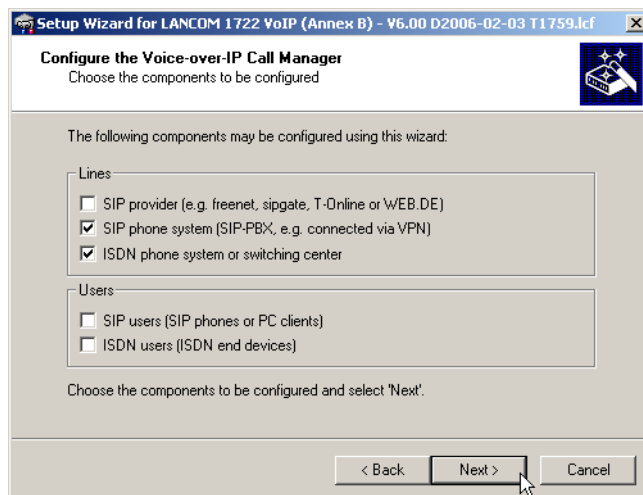 Setup Wizard for LANCOM 1722 VoIP (Annex B) - V6.00 D2006-02-03 T1759.lcf
Configure the Voice-over-IP Call Manager
Choose the components to be configured
The following components may be configured using this wizard:
Lines
SIP provider (e.g. freenet, sipgate, T-Online or WEB.DE)
SIP phone system (SIP-PBX, e.g. connected via VPN)
ISDN phone system or switching center
Users
SIP users (SIP phones or PC clients)
ISDN users (ISDN end devices)
Choose the components to be configured and select 'Next'.
< Back
Next >
Cancel